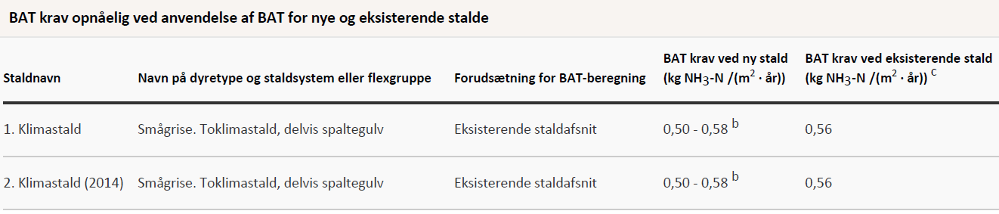 BAT krav opnåelig ved anvendelse af BAT for nye og eksisterende stalde
Staldnavn Navn på dyretype og staldsystem eller flexgruppe Forudsætning for BAT-beregning BAT krav ved ny stald (kg NH3-N /(m2 · år)) BAT krav ved eksisterende stald (kg NH3-N /(m2 · år)) C
1. Klimastald Smågrise. Toklimastald, delvis spaltegulv Eksisterende staldafsnit 0,50 - 0,58 b 0,56
2. Klimastald (2014) Smågrise. Toklimastald, delvis spaltegulv Eksisterende staldafsnit 0,50 - 0,58 b 0,56